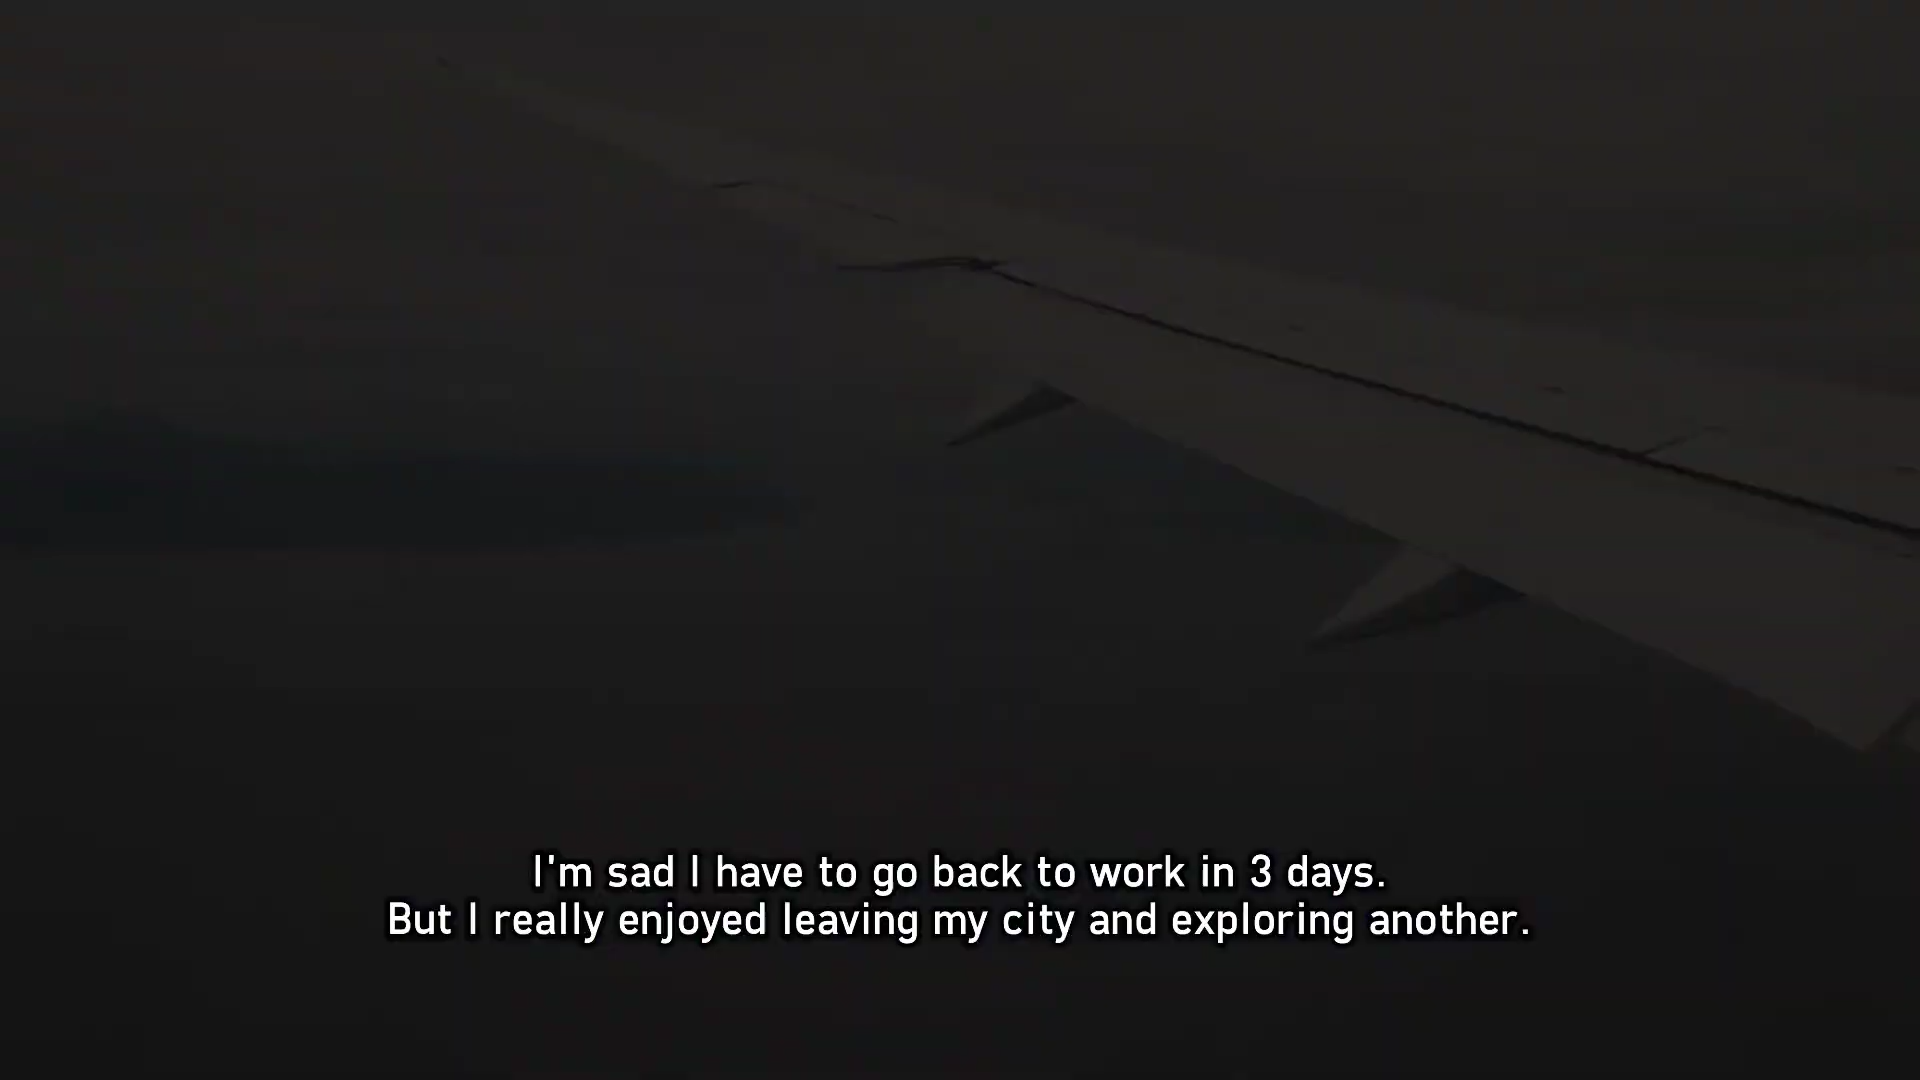 I'm sad I have to go back to work in 3 days.
But I really enjoyed leaving my city and exploring another.